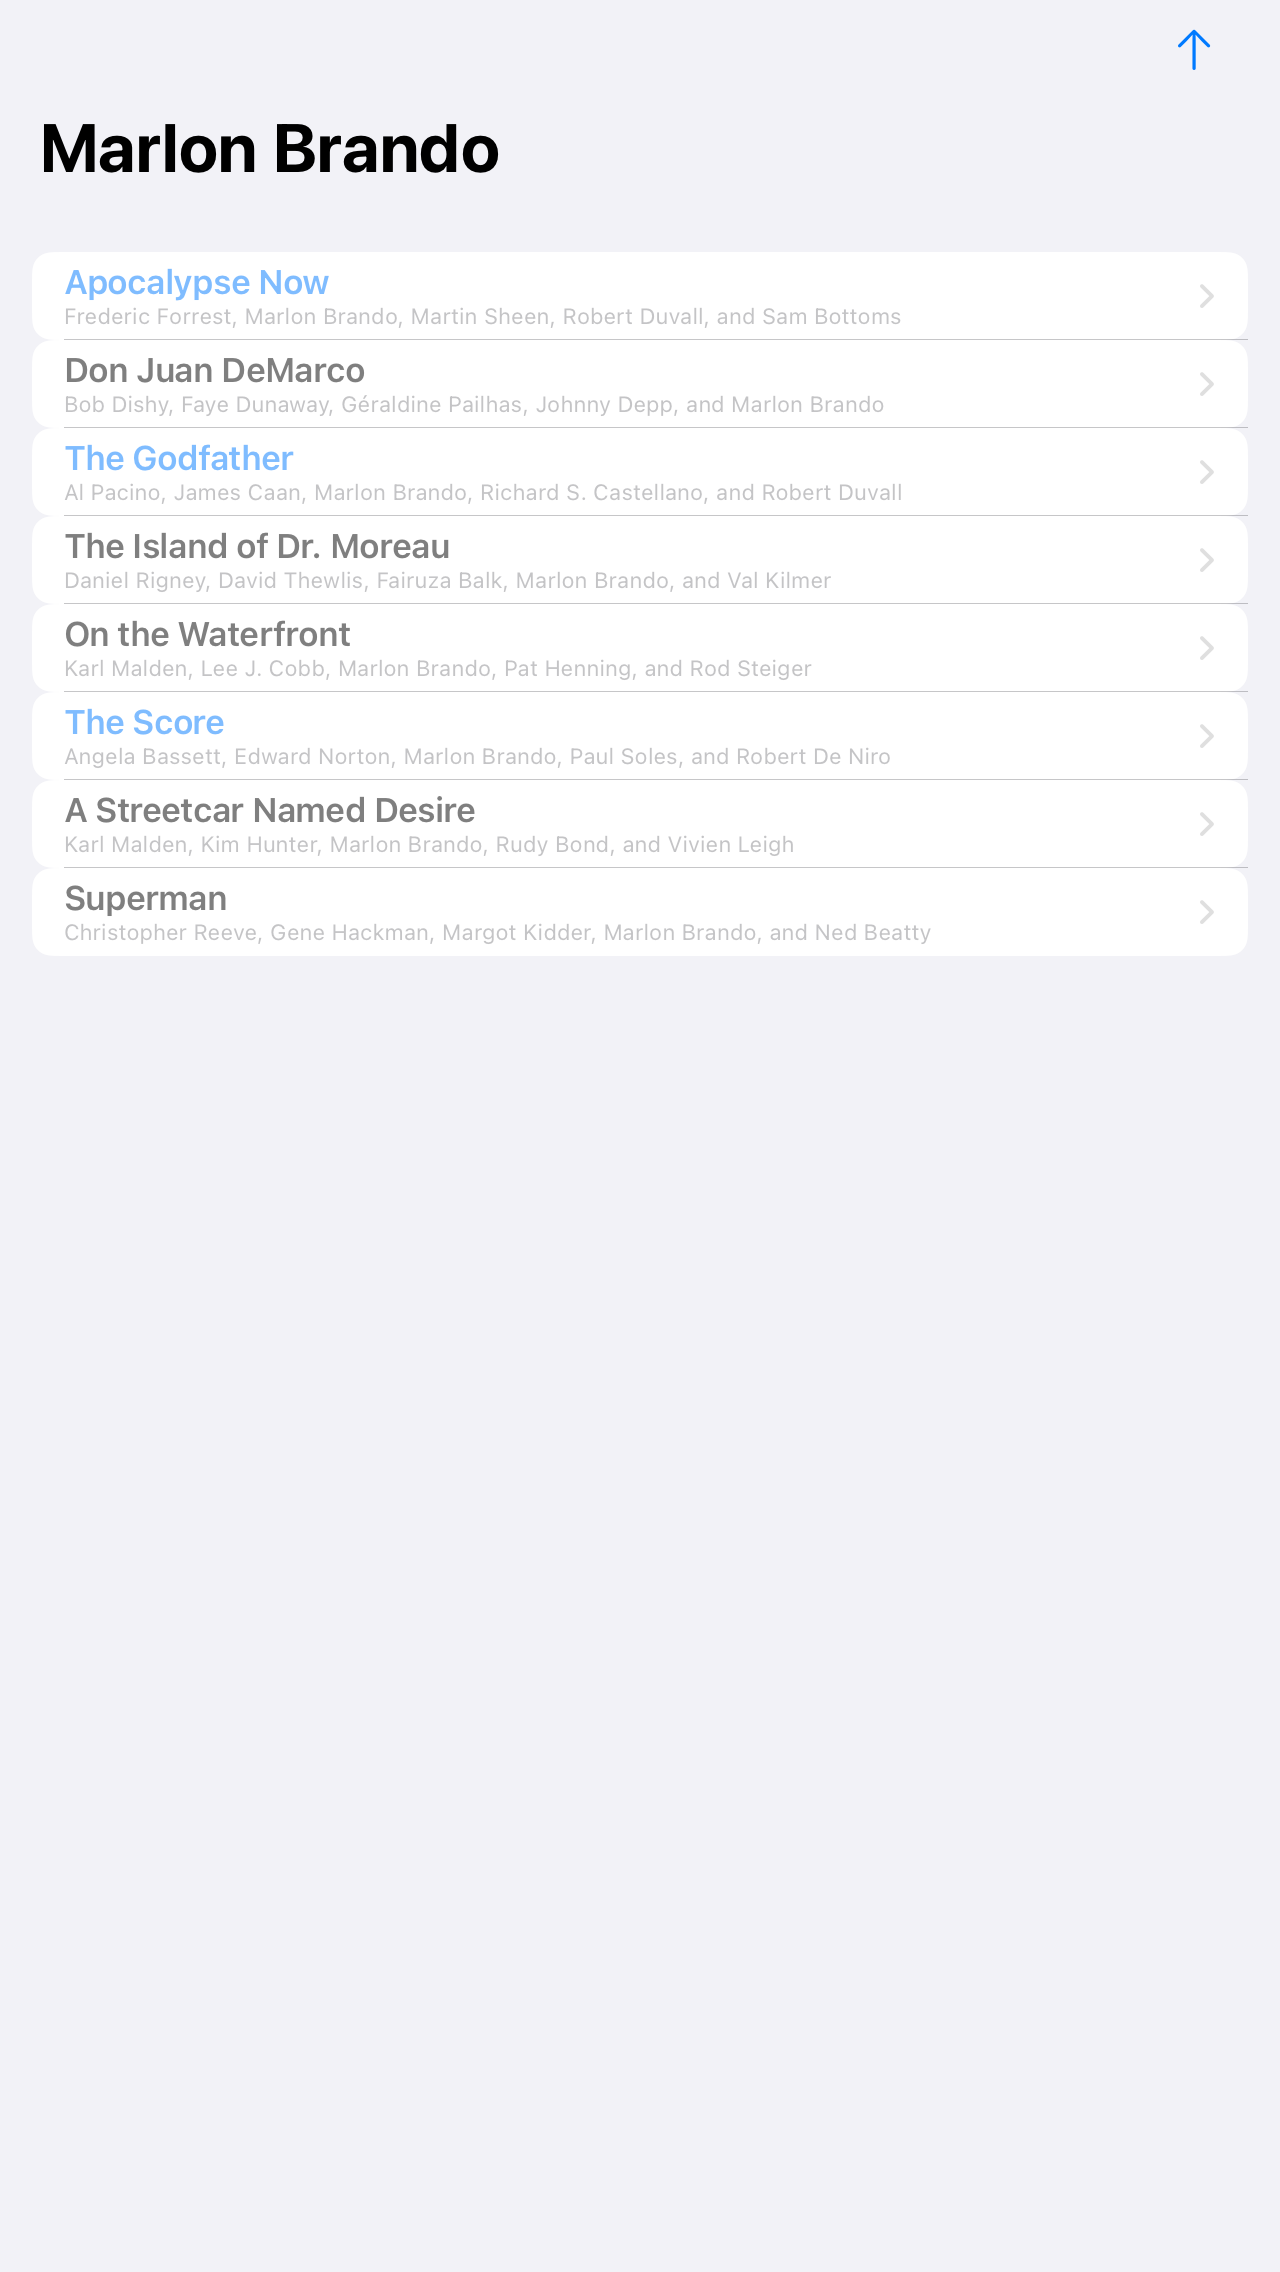 Marlon Brando
Apocalypse Now
Frederic Forrest, Marlon Brando, Martin Sheen, Robert Duvall, and Sam Bottoms
Don Juan DeMarco
Bob Dishy, Faye Dunaway, Géraldine Pailhas, Johnny Depp, and Marlon Brando
The Godfather
Al Pacino, James Caan, Marlon Brando, Richard S. Castellano, and Robert Duvall
The Island of Dr. Moreau
Daniel Rigney, David Thewlis, Fairuza Balk, Marlon Brando, and Val Kilmer
On the Waterfront
Karl Malden, Lee J. Cobb, Marlon Brando, Pat Henning, and Rod Steiger
The Score
Angela Bassett, Edward Norton, Marlon Brando, Paul Soles, and Robert De Niro
A Streetcar Named Desire
Karl Malden, Kim Hunter, Marlon Brando, Rudy Bond, and Vivien Leigh
Superman
Christopher Reeve, Gene Hackman, Margot Kidder, Marlon Brando, and Ned Beatty